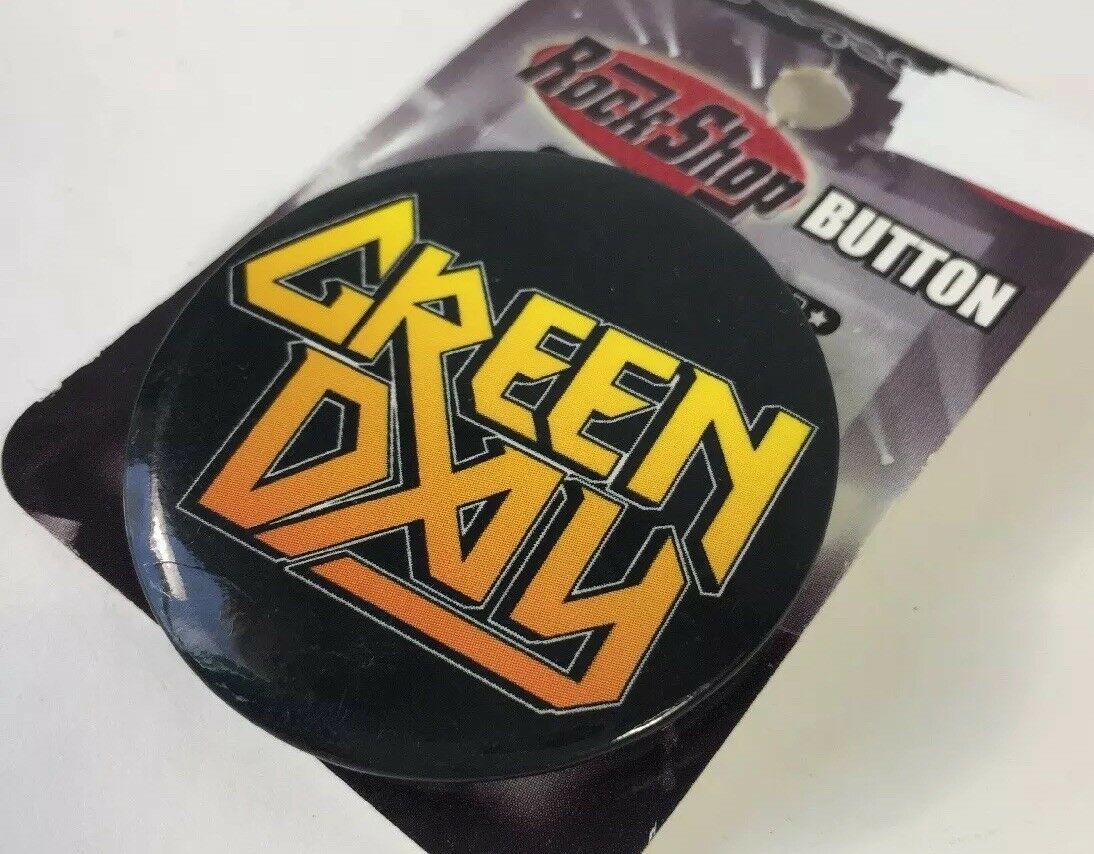 Rock Shop
BUTTON
GREEN
DAY